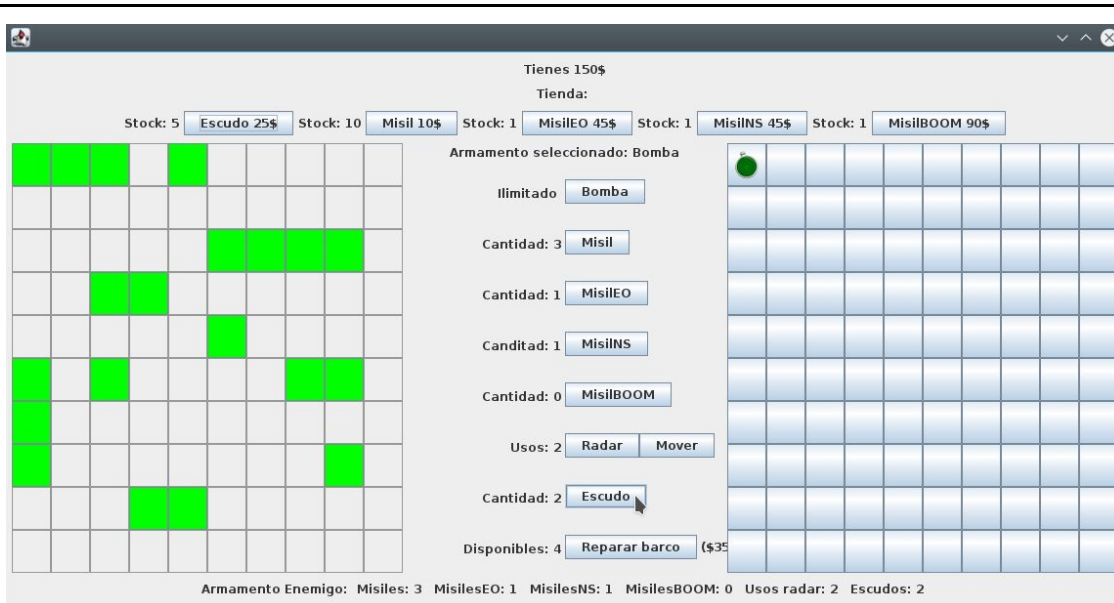 Tienes 150$
Tienda:
Stock: 5 Escudo 25$ Stock: 10 Misil 10$ Stock: 1 MisilEO 45$ Stock: 1 MisilNS 45$ Stock: 1 MisilBOOM 90$
Armamento seleccionado: Bomba
Ilimitado Bomba
Cantidad: 3 Misil
Cantidad: 1 MisilEO
Canditad: 1 MisilNS
Cantidad: 0 MisilBOOM
Usos: 2 Radar Mover
Cantidad: 2 Escudo
Disponibles: 4 Reparar barco ($35
Armamento Enemigo: Misiles: 3 MisilesEO: 1 MisilesNS: 1 MisilesBOOM: 0 Usos radar: 2 Escudos: 2